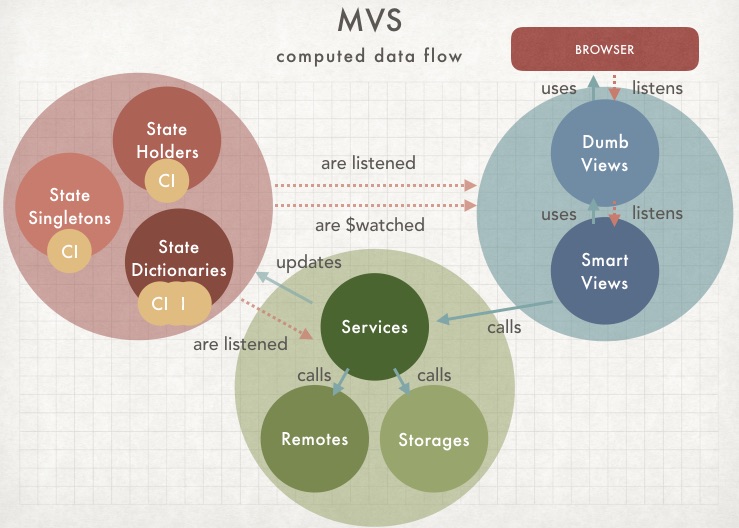 MVS
computed data flow
BROWSER
uses
listens
State
Holders
CI
Dumb
Views
are listened
State
Singletons
CI
are $watched
uses
listens
State
Dictionaries
CI
I
updates
Smart
Views
Services
calls
are listened
calls
calls
Remotes
Storages